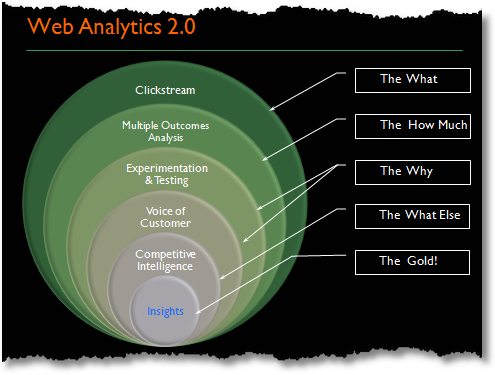 Web Analytics 2.0
Clickstream
Multiple Outcomes
Analysis
Experimentation
& Testing
Voice of
Customer
Competitive
Intelligence
Insights
The What
The How Much
The Why
The What Else
The Gold!